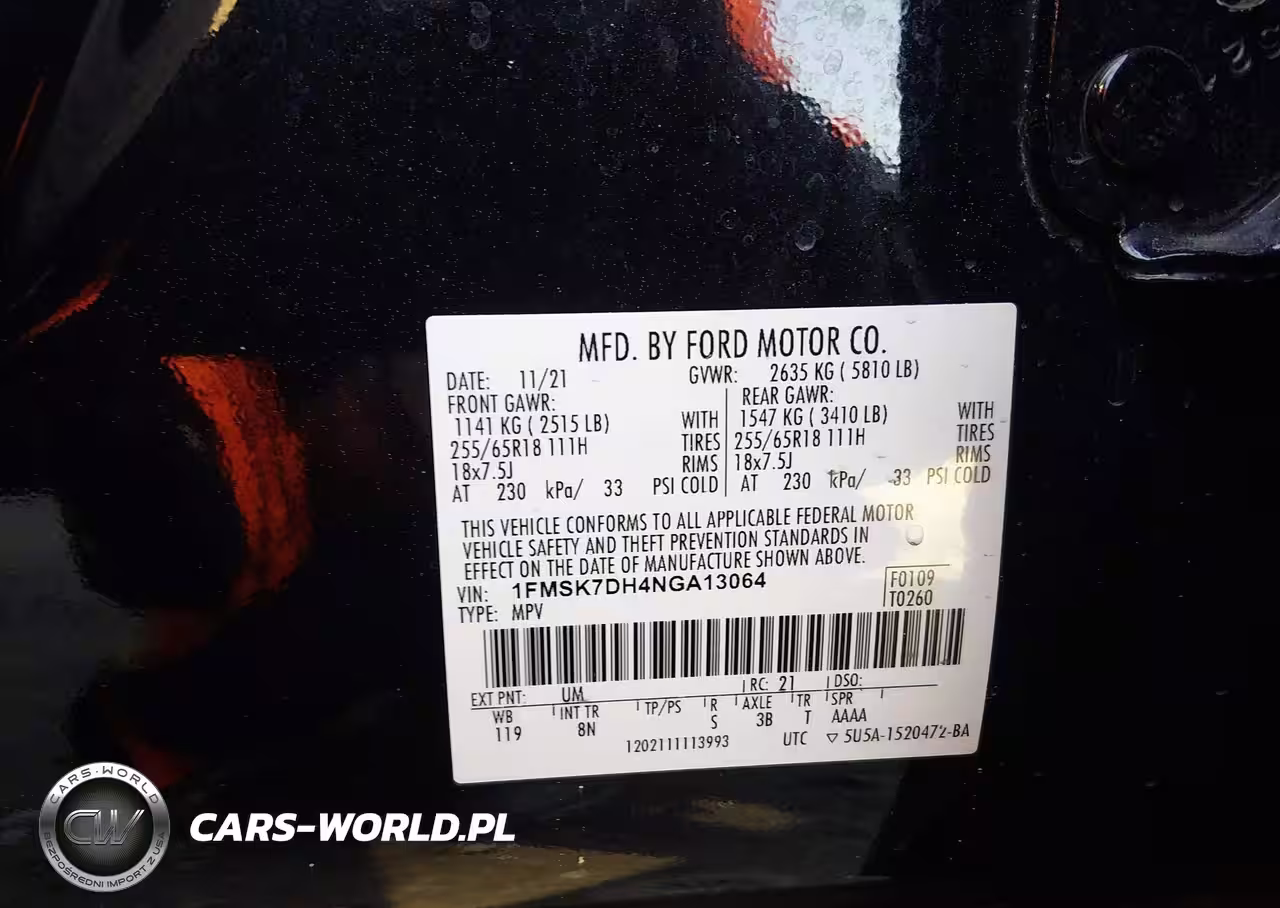 MFD. BY FORD MOTOR CO.
DATE: 11/21 GVWR: 2635 KG ( 5810 LB)
FRONT GAWR: REAR GAWR:
1141 KG ( 2515 LB) WITH 1547 KG ( 3410 LB) WITH
255/65R18 111H TIRES 255/65R18 111H TIRES
18x7.5J RIMS 18x7.5J RIMS
AT 230 kPa/ 33 PSI COLD AT 230 kPa/ 33 PSI COLD
THIS VEHICLE CONFORMS TO ALL APPLICABLE FEDERAL MOTOR
VEHICLE SAFETY AND THEFT PREVENTION STANDARDS IN
EFFECT ON THE DATE OF MANUFACTURE SHOWN ABOVE.
VIN: 1FMSK7DH4NGA13064 F0109
TYPE: MPV T0260
EXT PNT: UM RC: 21 DSO:
WB INT TR TP/PS R AXLE TR SPR
119 8N S 3B T AAAA
1202111113993 UTC ▽ 5U5A-1520472-BA
CARS-WORLD
CW
BEZPOŚREDNI IMPORT Z USA
CARS-WORLD.PL